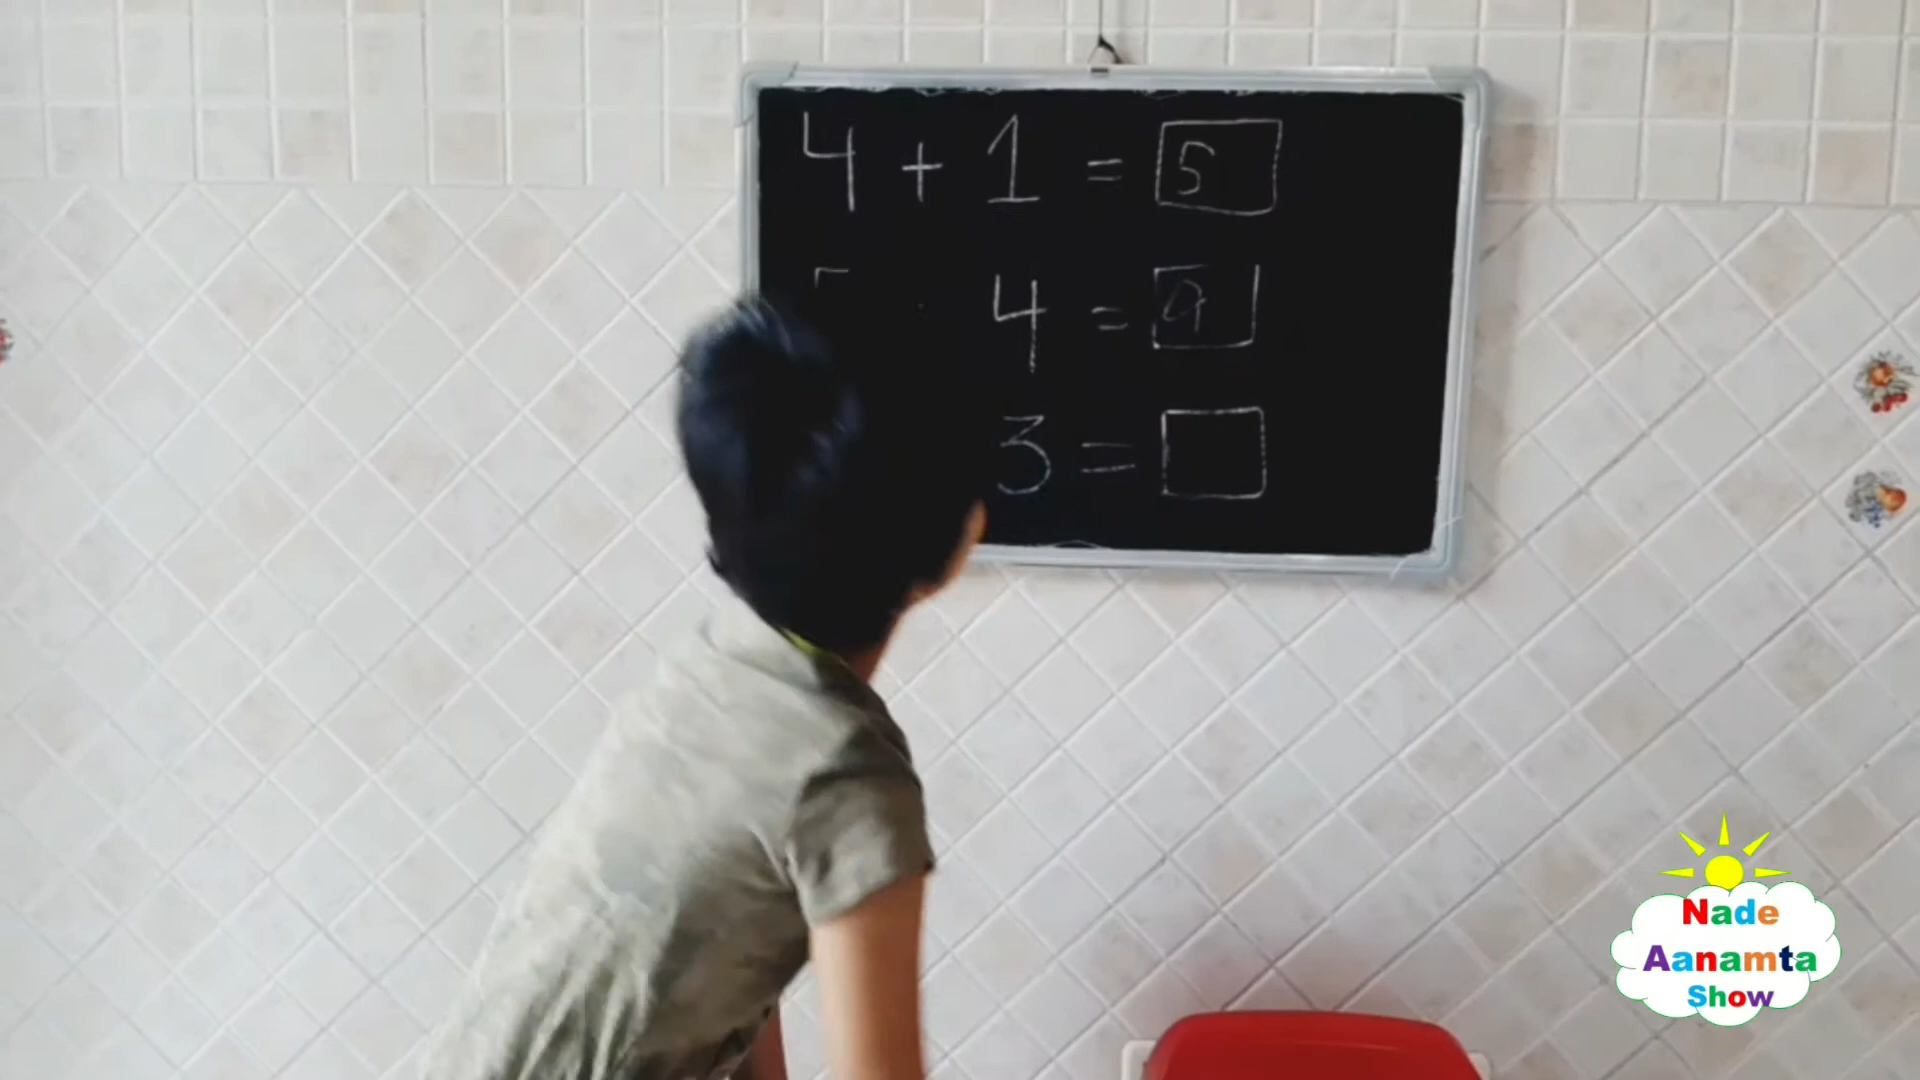 4 + 1 = 5
4 = 9
3 =
Nade
Aanamta
Show